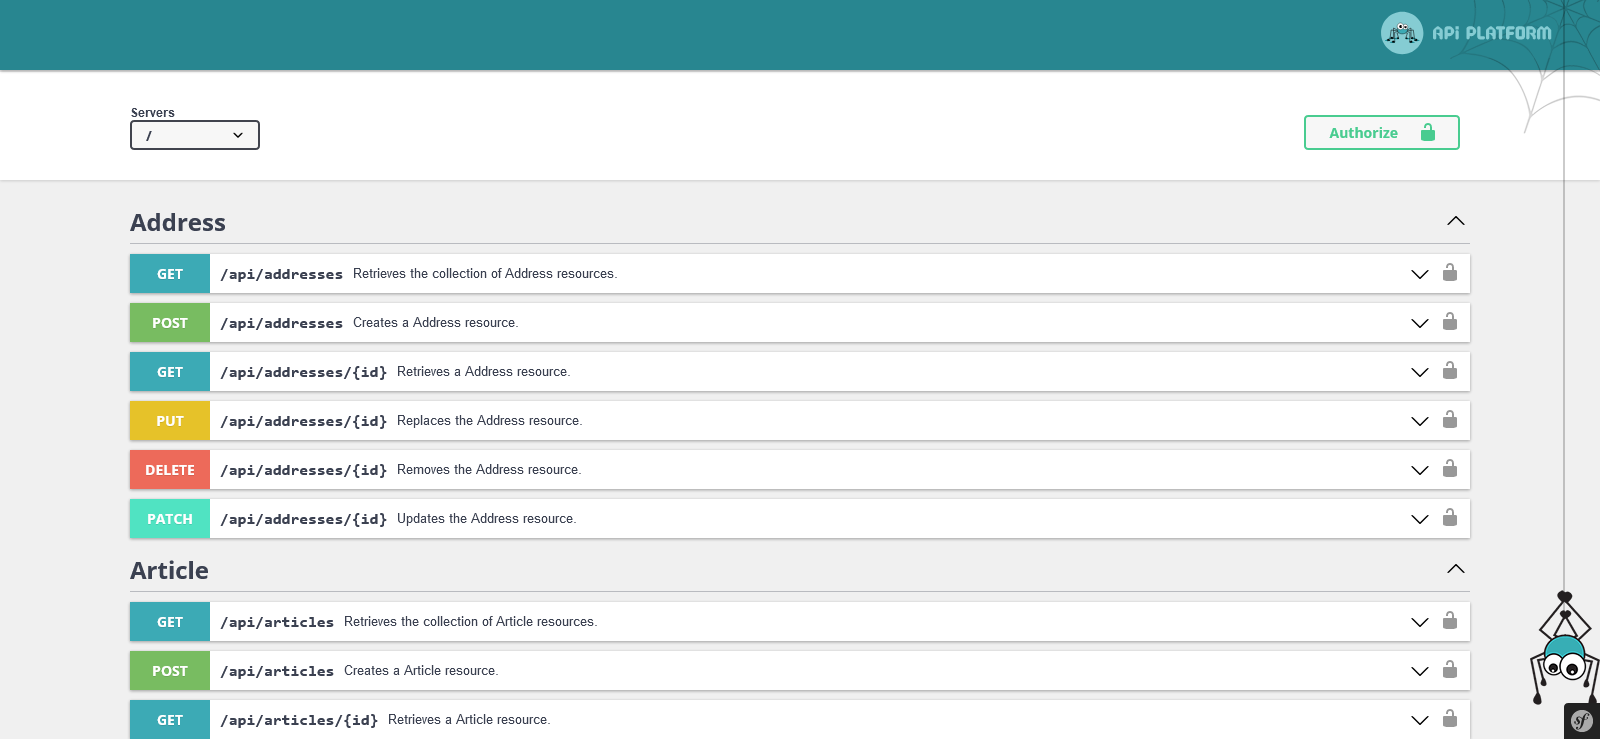 APi PLATFORM
Servers
/
Authorize
Address
GET /api/addresses Retrieves the collection of Address resources.
POST /api/addresses Creates a Address resource.
GET /api/addresses/{id} Retrieves a Address resource.
PUT /api/addresses/{id} Replaces the Address resource.
DELETE /api/addresses/{id} Removes the Address resource.
PATCH /api/addresses/{id} Updates the Address resource.
Article
GET /api/articles Retrieves the collection of Article resources.
POST /api/articles Creates a Article resource.
GET /api/articles/{id} Retrieves a Article resource.
sf